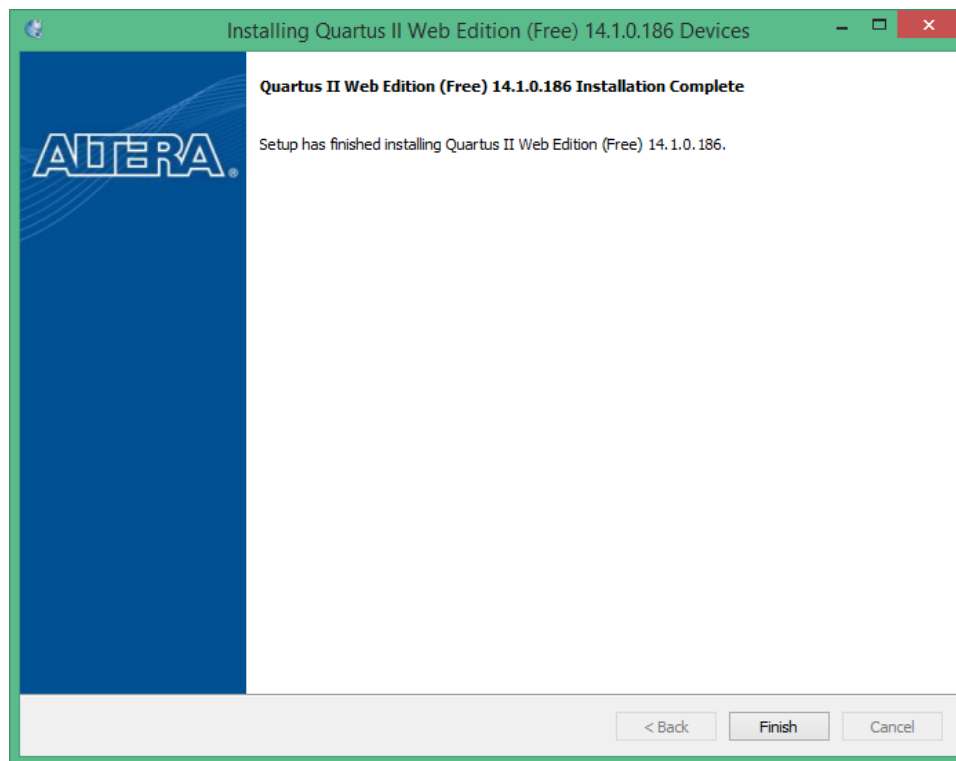 Installing Quartus II Web Edition (Free) 14.1.0.186 Devices
Quartus II Web Edition (Free) 14.1.0.186 Installation Complete
ALTERA®
Setup has finished installing Quartus II Web Edition (Free) 14.1.0.186.
< Back
Finish
Cancel